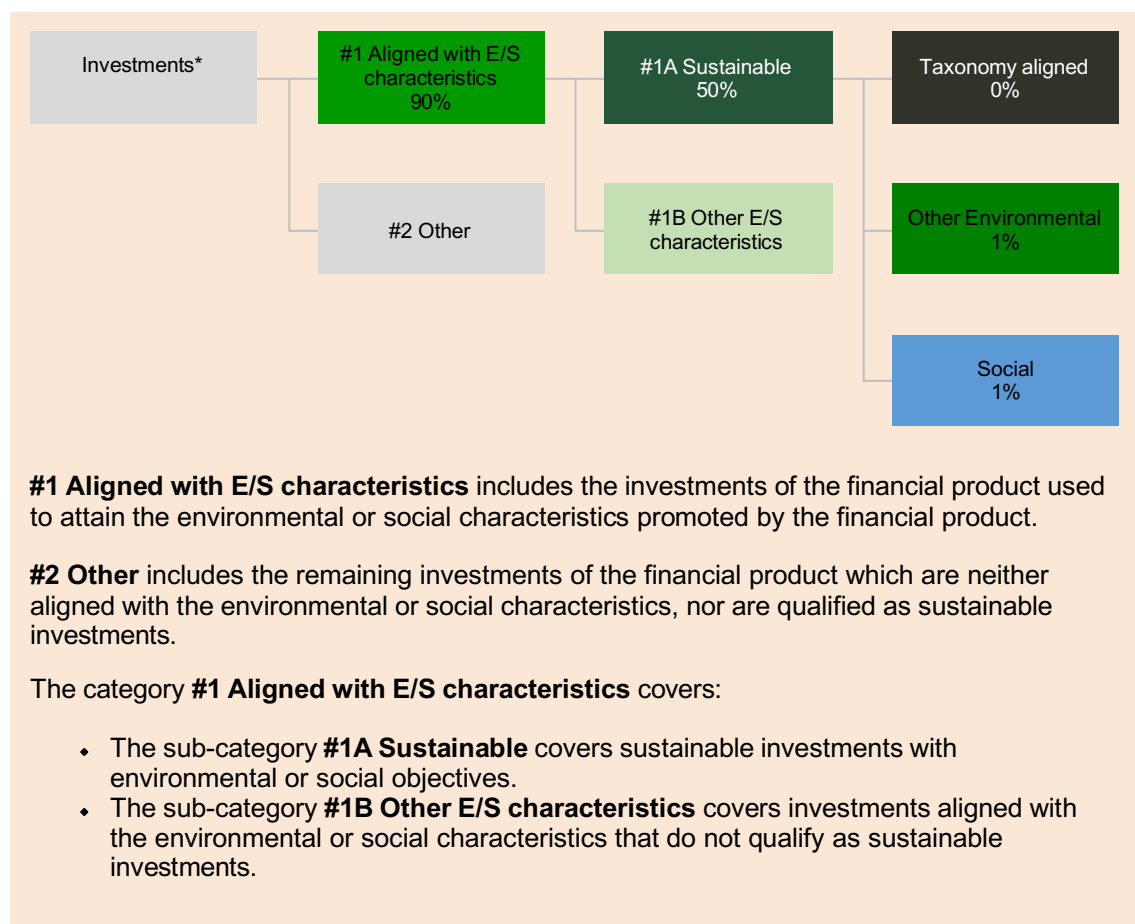 Investments*
#1 Aligned with E/S
characteristics
90%
#1A Sustainable
50%
Taxonomy aligned
0%
#2 Other
#1B Other E/S
characteristics
Other Environmental
1%
Social
1%
#1 Aligned with E/S characteristics includes the investments of the financial product used
to attain the environmental or social characteristics promoted by the financial product.
#2 Other includes the remaining investments of the financial product which are neither
aligned with the environmental or social characteristics, nor are qualified as sustainable
investments.
The category #1 Aligned with E/S characteristics covers:
• The sub-category #1A Sustainable covers sustainable investments with
environmental or social objectives.
• The sub-category #1B Other E/S characteristics covers investments aligned with
the environmental or social characteristics that do not qualify as sustainable
investments.